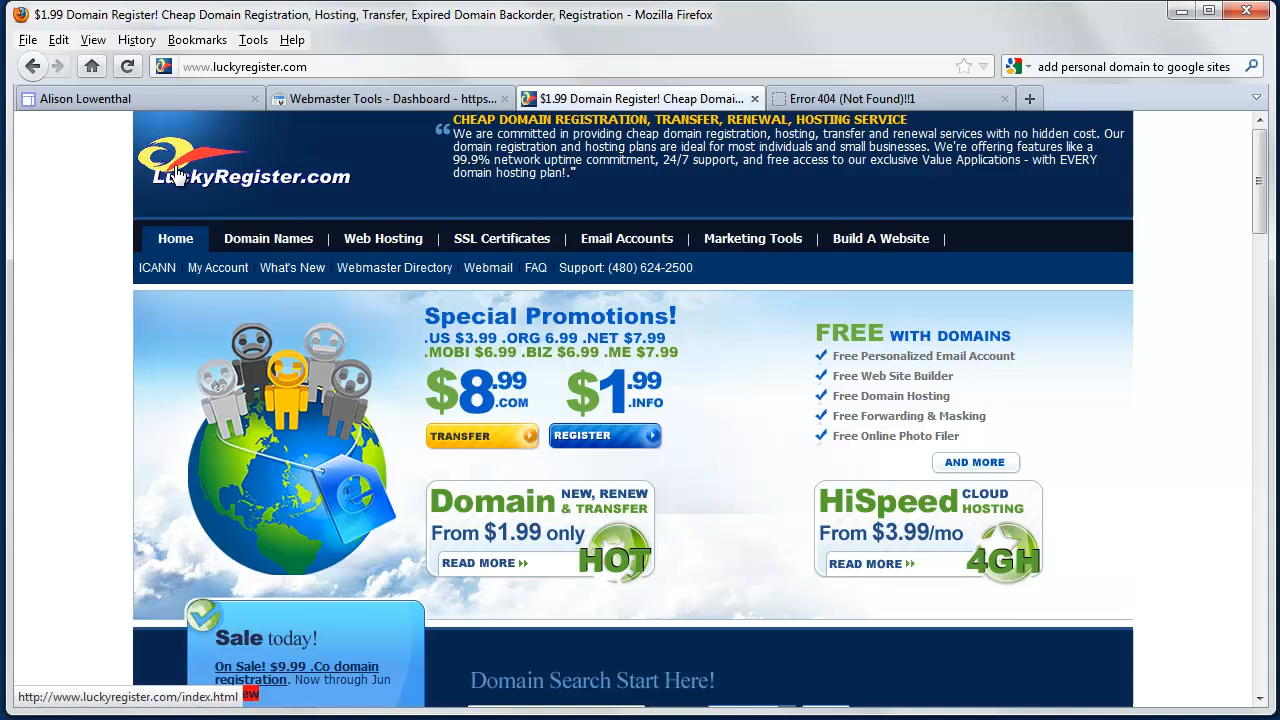 $1.99 Domain Register! Cheap Domain Registration, Hosting, Transfer, Expired Domain Backorder, Registration - Mozilla Firefox
File Edit View History Bookmarks Tools Help
www.luckyregister.com
add personal domain to google sites
Alison Lowenthal
Webmaster Tools - Dashboard - https...
$1.99 Domain Register! Cheap Domai...
Error 404 (Not Found)!!1
LuckyRegister.com
CHEAP DOMAIN REGISTRATION, TRANSFER, RENEWAL, HOSTING SERVICE
“We are committed in providing cheap domain registration, hosting, transfer and renewal services with no hidden cost. Our
domain registration and hosting plans are ideal for most individuals and small businesses. We're offering features like a
99.9% network uptime commitment, 24/7 support, and free access to our exclusive Value Applications - with EVERY
domain hosting plan!."
Home Domain Names | Web Hosting | SSL Certificates | Email Accounts | Marketing Tools | Build A Website |
ICANN My Account What's New Webmaster Directory Webmail FAQ Support: (480) 624-2500
Special Promotions!
.US $3.99 .ORG 6.99 .NET $7.99
.MOBI $6.99 .BIZ $6.99 .ME $7.99
$8.99 .COM
$1.99 .INFO
TRANSFER
REGISTER
FREE WITH DOMAINS
Free Personalized Email Account
Free Web Site Builder
Free Domain Hosting
Free Forwarding & Masking
Free Online Photo Filer
AND MORE
Domain NEW, RENEW
& TRANSFER
From $1.99 only
READ MORE
HOT
HiSpeed CLOUD
HOSTING
From $3.99/mo
READ MORE
4GH
Sale today!
On Sale! $9.99 .Co domain
registration. Now through Jun
Domain Search Start Here!
http://www.luckyregister.com/index.html